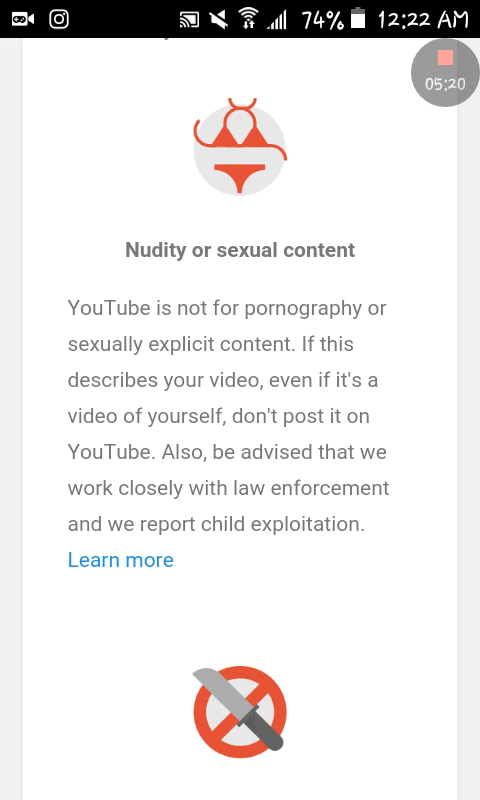 74% 12:22 AM
05:20
Nudity or sexual content
YouTube is not for pornography or
sexually explicit content. If this
describes your video, even if it's a
video of yourself, don't post it on
YouTube. Also, be advised that we
work closely with law enforcement
and we report child exploitation.
Learn more